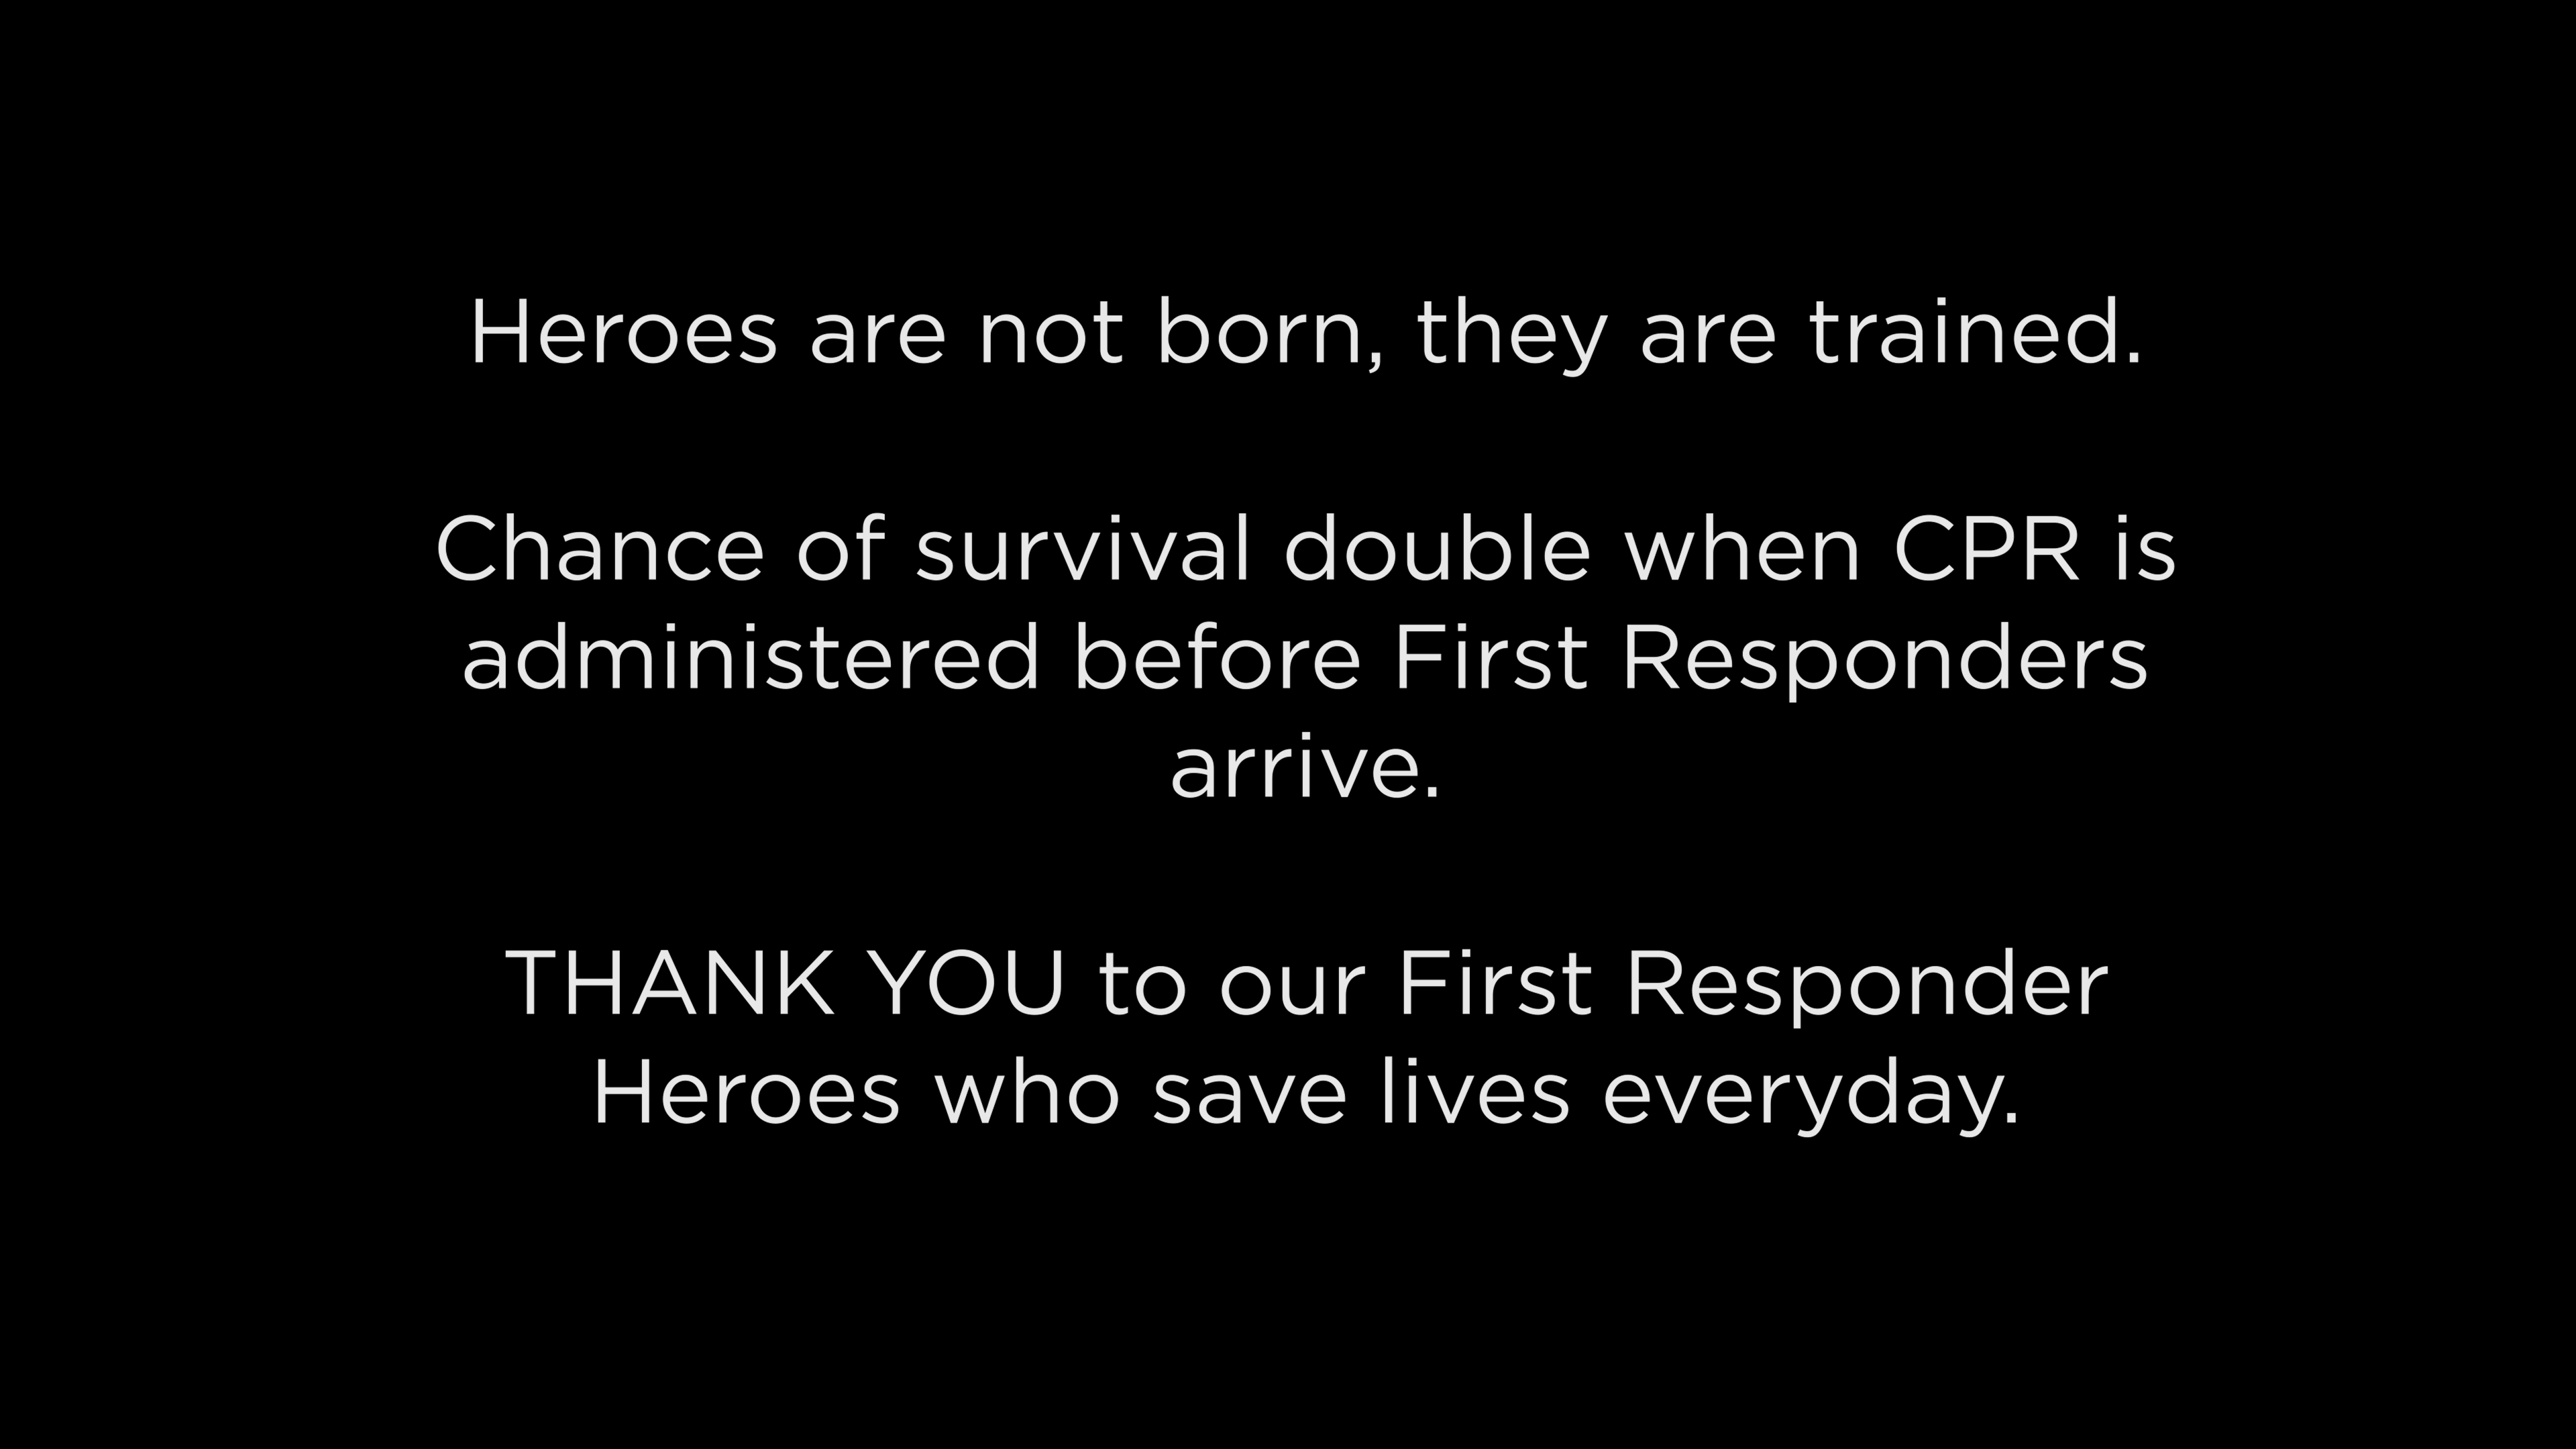 Heroes are not born, they are trained.
Chance of survival double when CPR is
administered before First Responders
arrive.
THANK YOU to our First Responder
Heroes who save lives everyday.